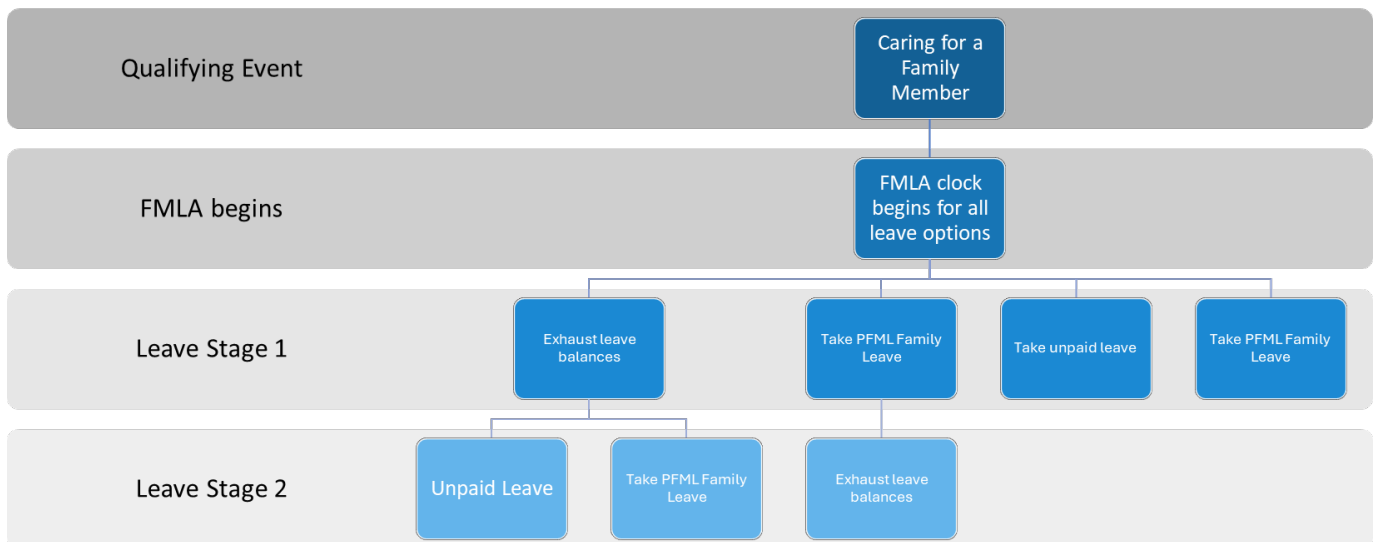 Qualifying Event
Caring for a
Family
Member
FMLA begins
FMLA clock
begins for all
leave options
Leave Stage 1
Exhaust leave
balances
Take PFML Family
Leave
Take unpaid leave
Take PFML Family
Leave
Leave Stage 2
Unpaid Leave
Take PFML Family
Leave
Exhaust leave
balances